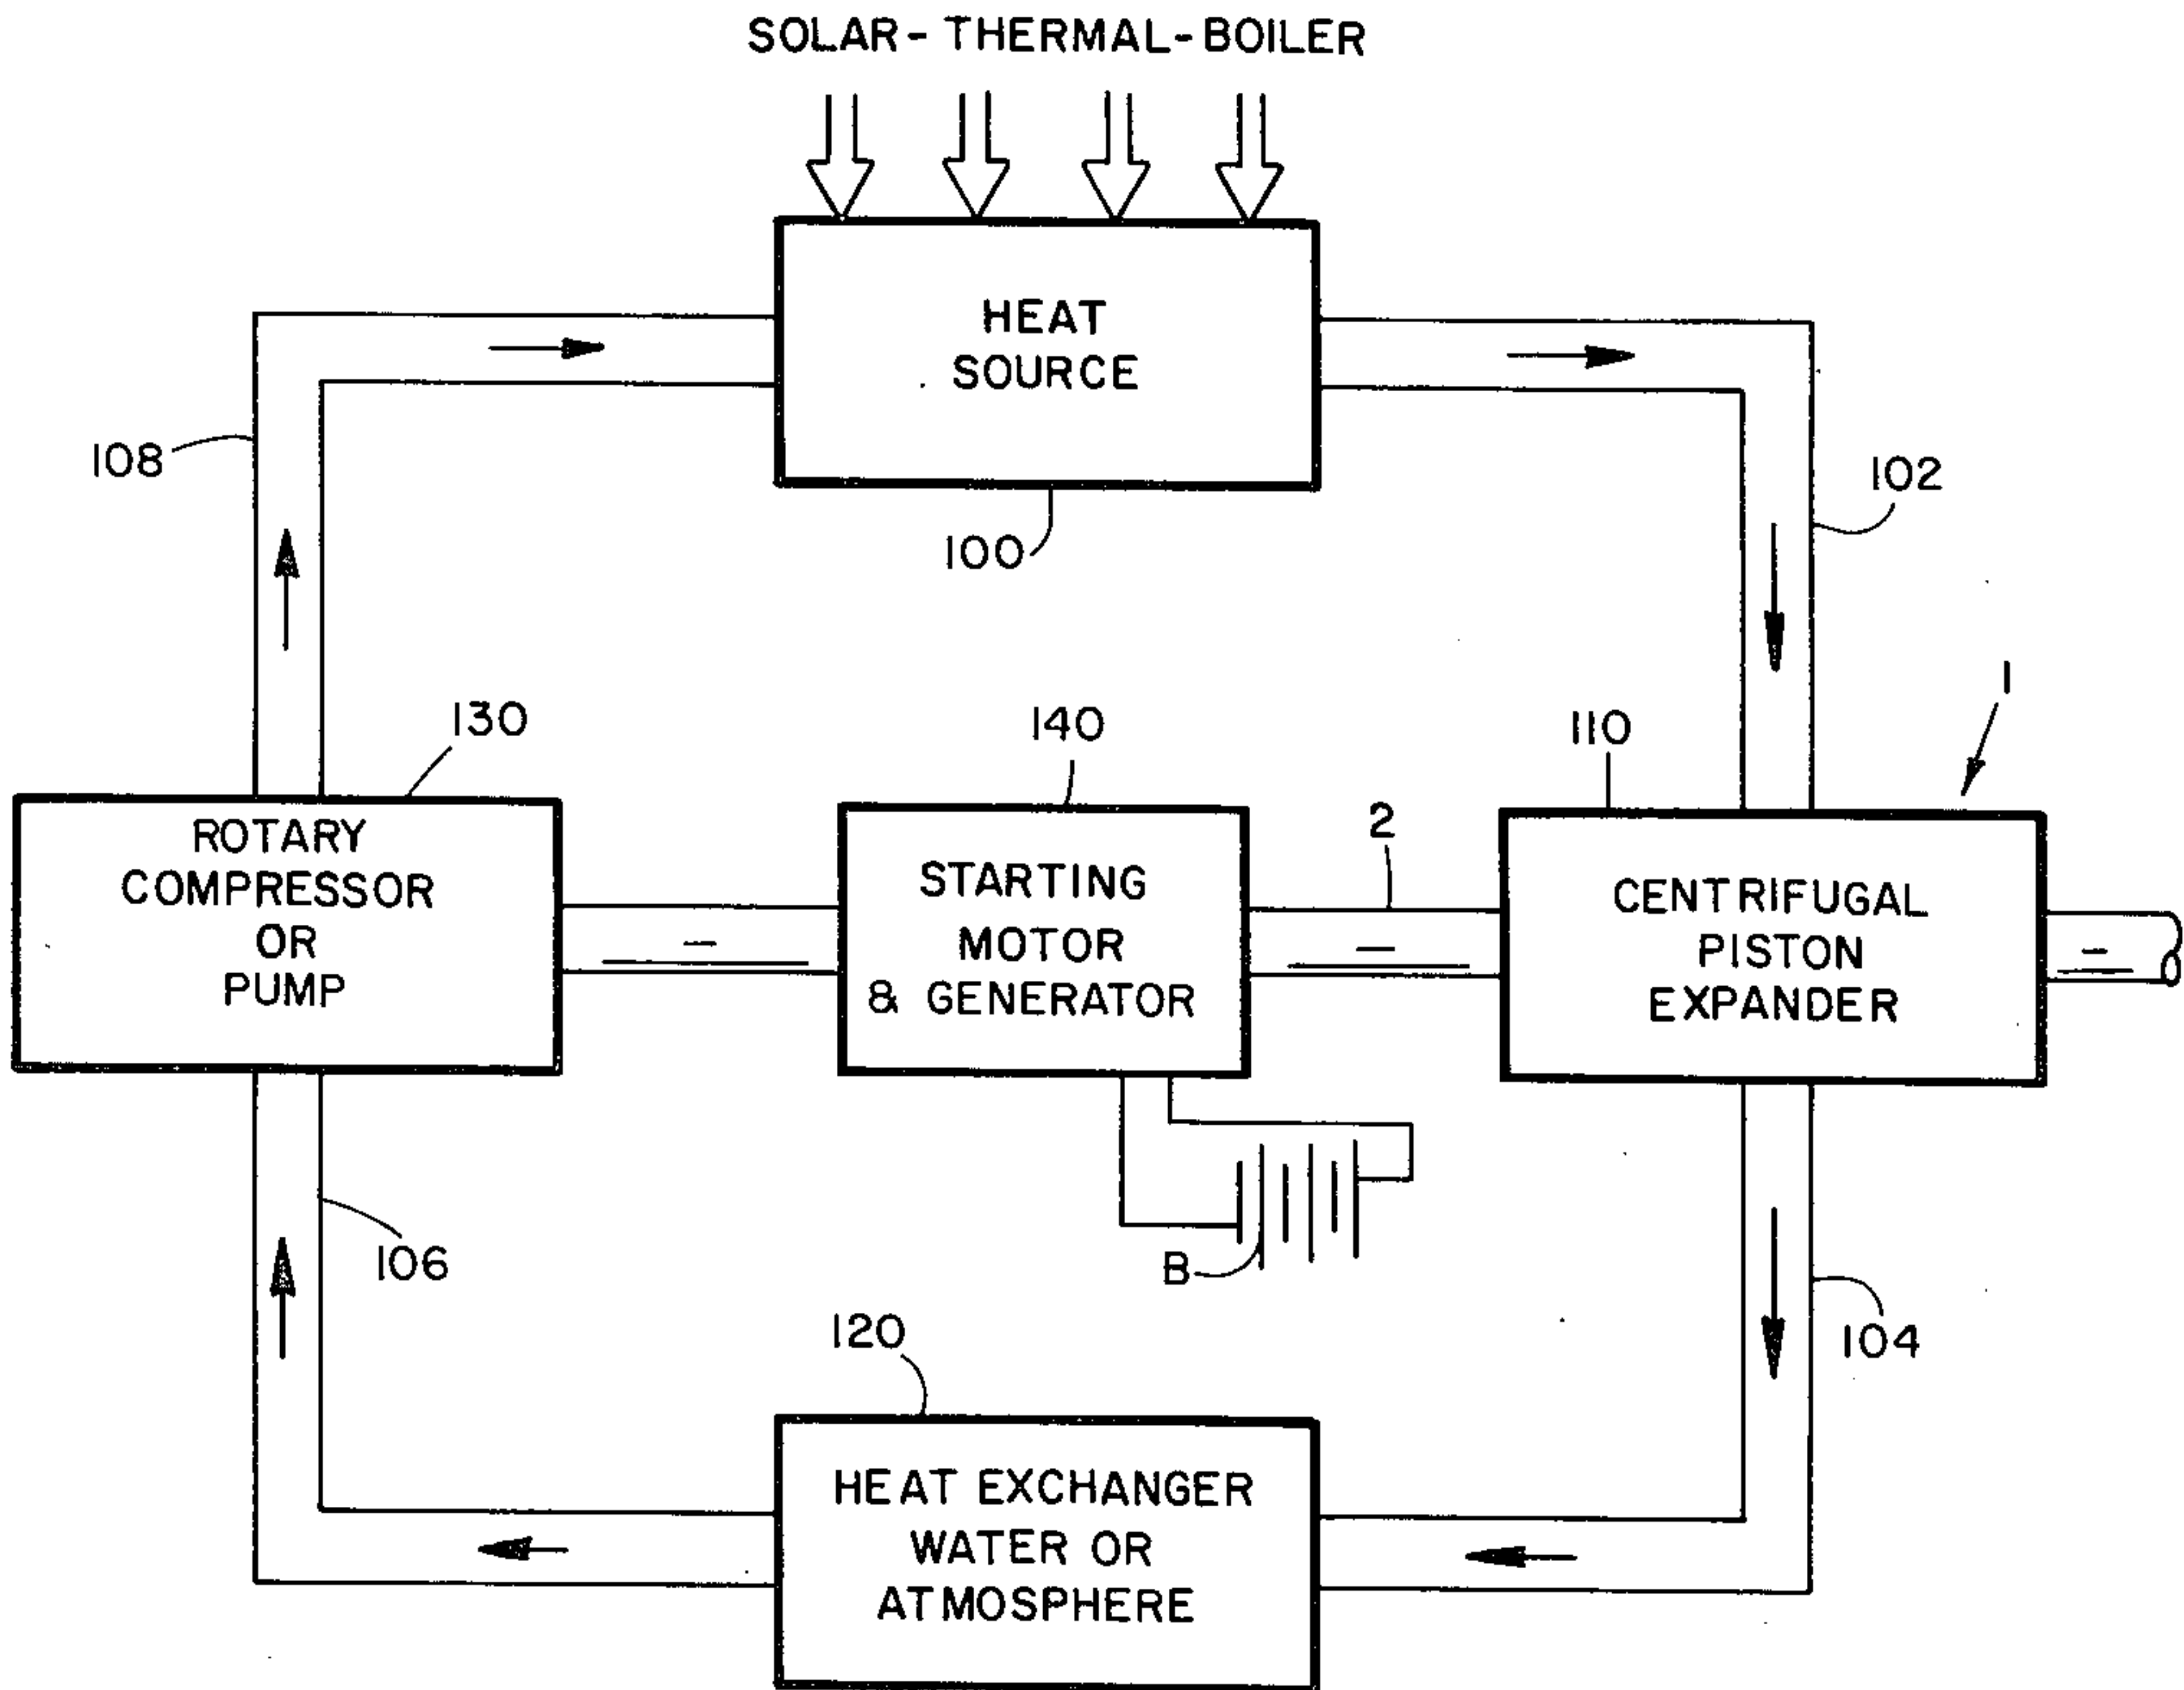 SOLAR-THERMAL-BOILER
HEAT
SOURCE
108
102
100
1
130
140
110
2
ROTARY
COMPRESSOR
OR
PUMP
STARTING
MOTOR
& GENERATOR
CENTRIFUGAL
PISTON
EXPANDER
106
B
120
104
HEAT EXCHANGER
WATER OR
ATMOSPHERE